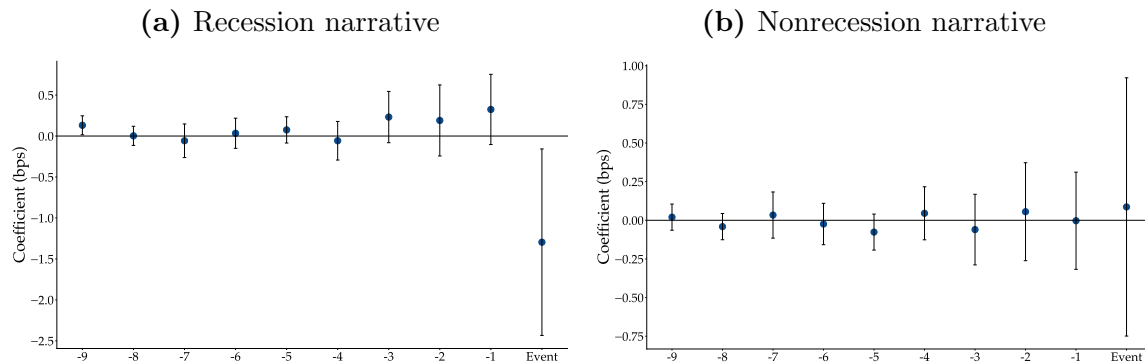 (a) Recession narrative
Coefficient (bps)
0.5
0.0
−0.5
−1.0
−1.5
−2.0
−2.5
-9 -8 -7 -6 -5 -4 -3 -2 -1 Event
(b) Nonrecession narrative
Coefficient (bps)
1.00
0.75
0.50
0.25
0.00
−0.25
−0.50
−0.75
-9 -8 -7 -6 -5 -4 -3 -2 -1 Event